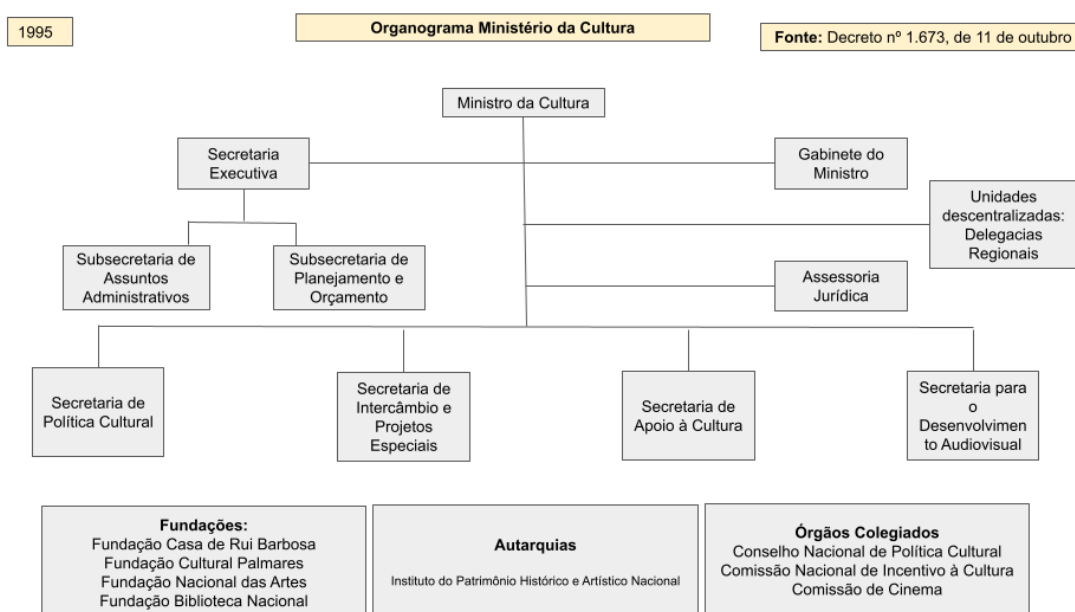 1995
Organograma Ministério da Cultura
Fonte: Decreto nº 1.673, de 11 de outubro
Ministro da Cultura
Secretaria
Executiva
Gabinete do
Ministro
Unidades
descentralizadas:
Delegacias
Regionais
Subsecretaria de
Assuntos
Administrativos
Subsecretaria de
Planejamento e
Orçamento
Assessoria
Jurídica
Secretaria de
Política Cultural
Secretaria de
Intercâmbio e
Projetos
Especiais
Secretaria de
Apoio à Cultura
Secretaria para
o
Desenvolvimen
to Audiovisual
Fundações:
Fundação Casa de Rui Barbosa
Fundação Cultural Palmares
Fundação Nacional das Artes
Fundação Biblioteca Nacional
Autarquias
Instituto do Patrimônio Histórico e Artístico Nacional
Órgãos Colegiados
Conselho Nacional de Política Cultural
Comissão Nacional de Incentivo à Cultura
Comissão de Cinema